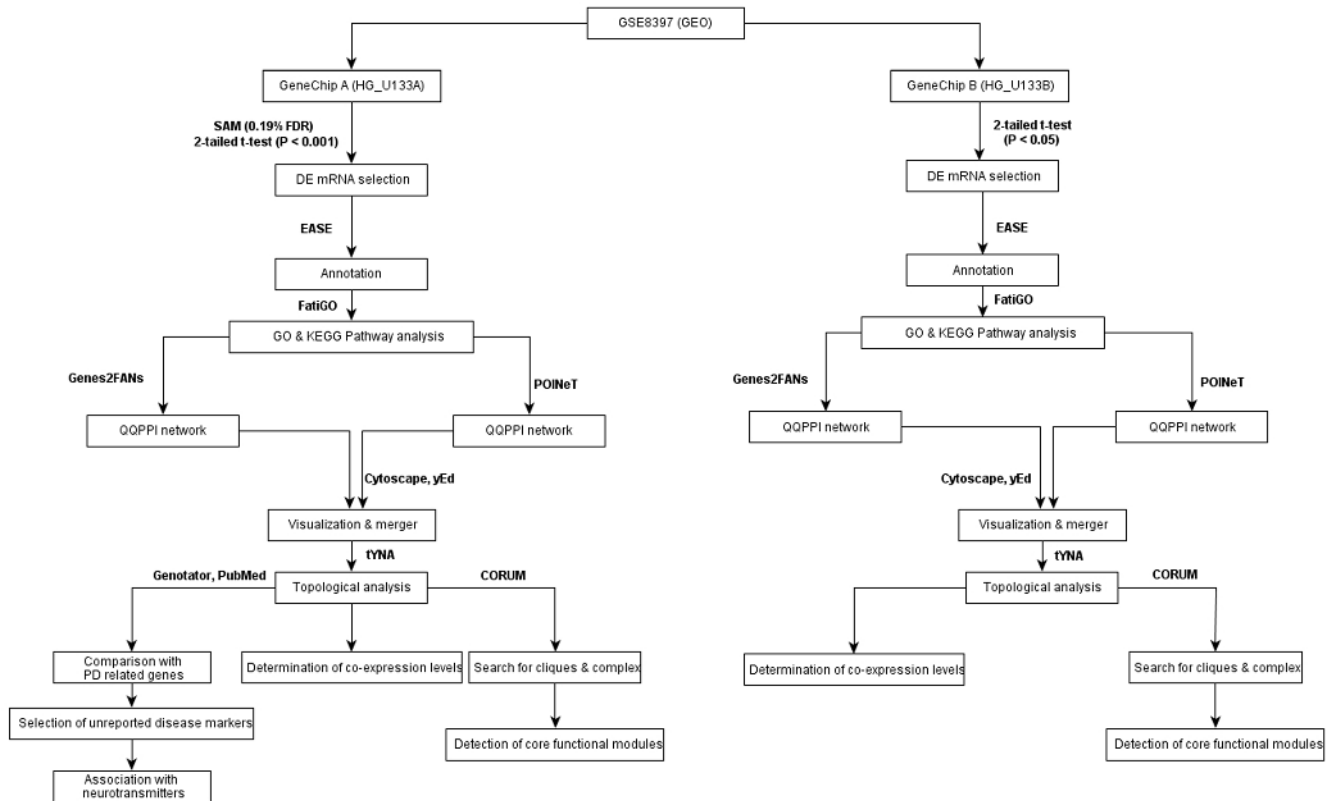 GSE8397 (GEO)
GeneChip A (HG_U133A)
SAM (0.19% FDR)
2-tailed t-test (P < 0.001)
DE mRNA selection
EASE
Annotation
FatiGO
GO & KEGG Pathway analysis
Genes2FANs
POINeT
QQPPI network
QQPPI network
Cytoscape, yEd
Visualization & merger
tYNA
Genotator, PubMed
Topological analysis
CORUM
Comparison with
PD related genes
Determination of co-expression levels
Search for cliques & complex
Selection of unreported disease markers
Detection of core functional modules
Association with
neurotransmitters
GeneChip B (HG_U133B)
2-tailed t-test
(P < 0.05)
DE mRNA selection
EASE
Annotation
FatiGO
GO & KEGG Pathway analysis
Genes2FANs
POINeT
QQPPI network
QQPPI network
Cytoscape, yEd
Visualization & merger
tYNA
Topological analysis
CORUM
Determination of co-expression levels
Search for cliques & complex
Detection of core functional modules